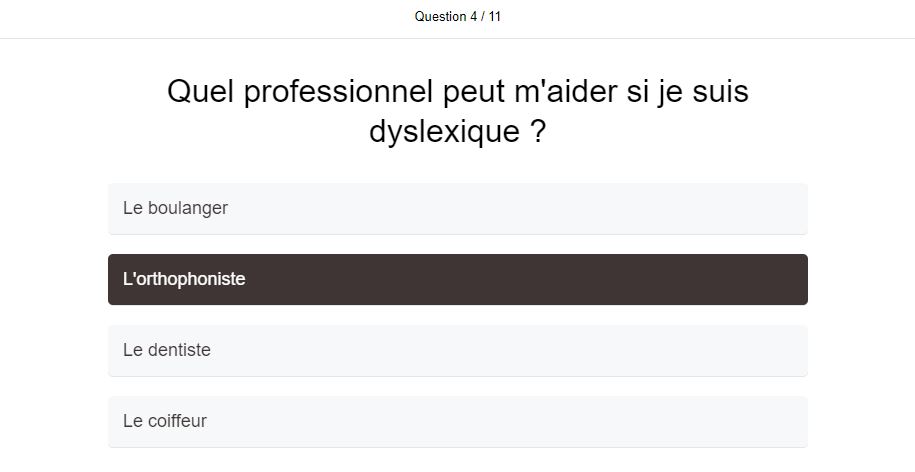 Question 4 / 11
Quel professionnel peut m'aider si je suis
dyslexique ?
Le boulanger
L'orthophoniste
Le dentiste
Le coiffeur